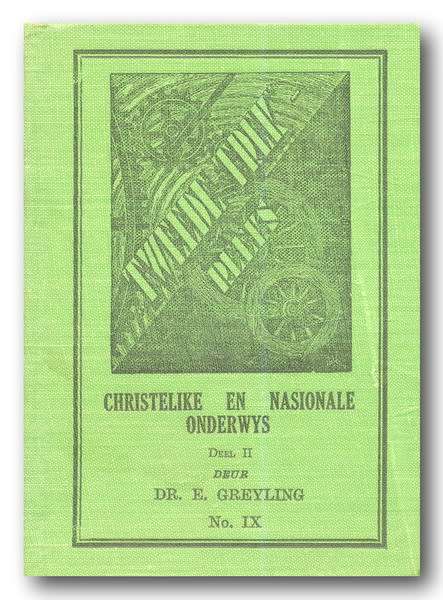 TWEEDE TREK
REEKS
CHRISTELIKE EN NASIONALE
ONDERWYS
DEEL II
DEUR
DR. E. GREYLING
No. IX